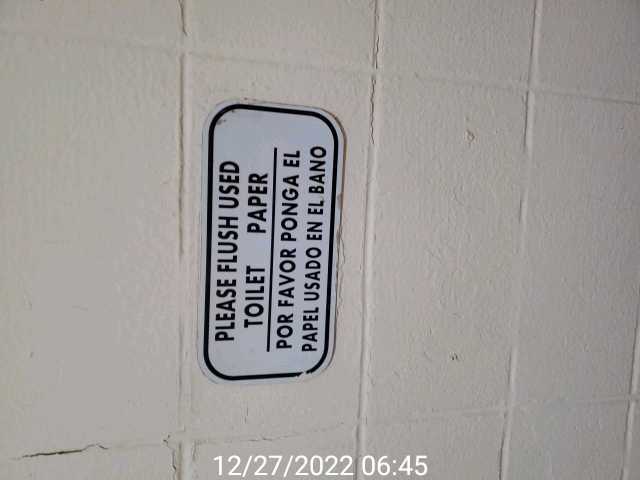 PLEASE FLUSH USED
TOILET PAPER
POR FAVOR PONGA EL
PAPEL USADO EN EL BANO
12/27/2022 06:45